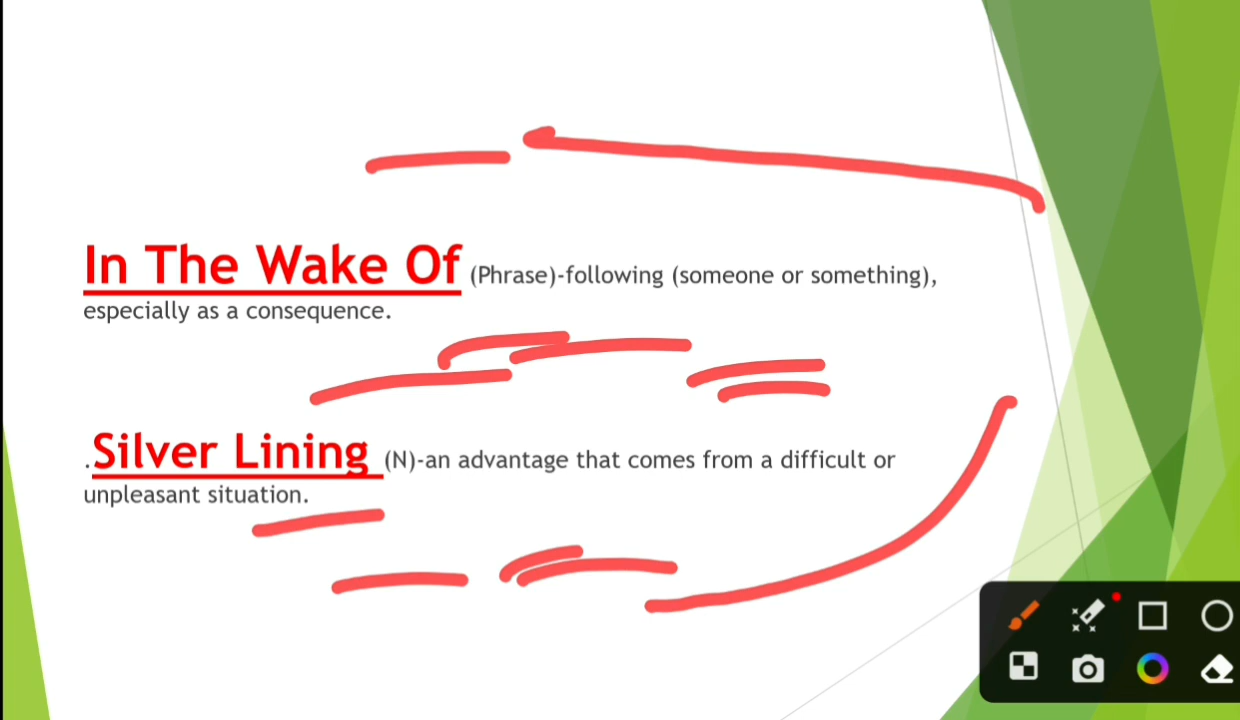 In The Wake Of (Phrase)-following (someone or something),
especially as a consequence.
.Silver Lining (N)-an advantage that comes from a difficult or
unpleasant situation.